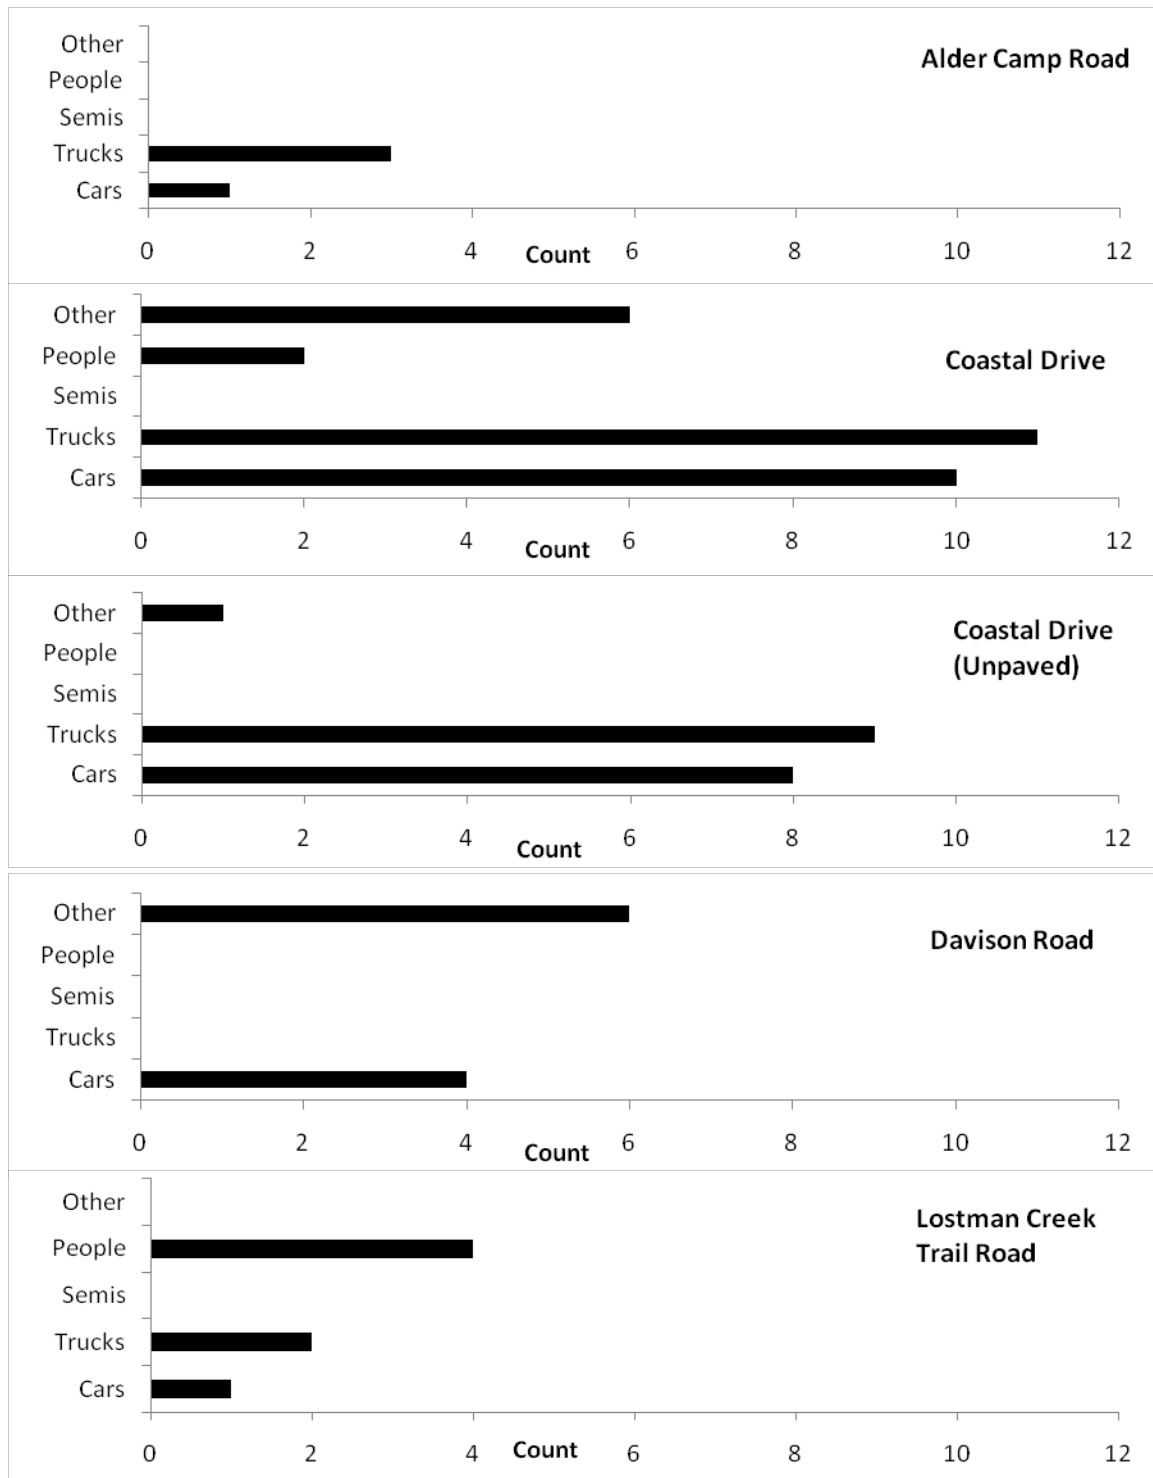 Other
People
Semis
Trucks
Cars
Alder Camp Road
0 2 4 6 8 10 12
Count
Other
People
Semis
Trucks
Cars
Coastal Drive
0 2 4 6 8 10 12
Count
Other
People
Semis
Trucks
Cars
Coastal Drive
(Unpaved)
0 2 4 6 8 10 12
Count
Other
People
Semis
Trucks
Cars
Davison Road
0 2 4 6 8 10 12
Count
Other
People
Semis
Trucks
Cars
Lostman Creek
Trail Road
0 2 4 6 8 10 12
Count